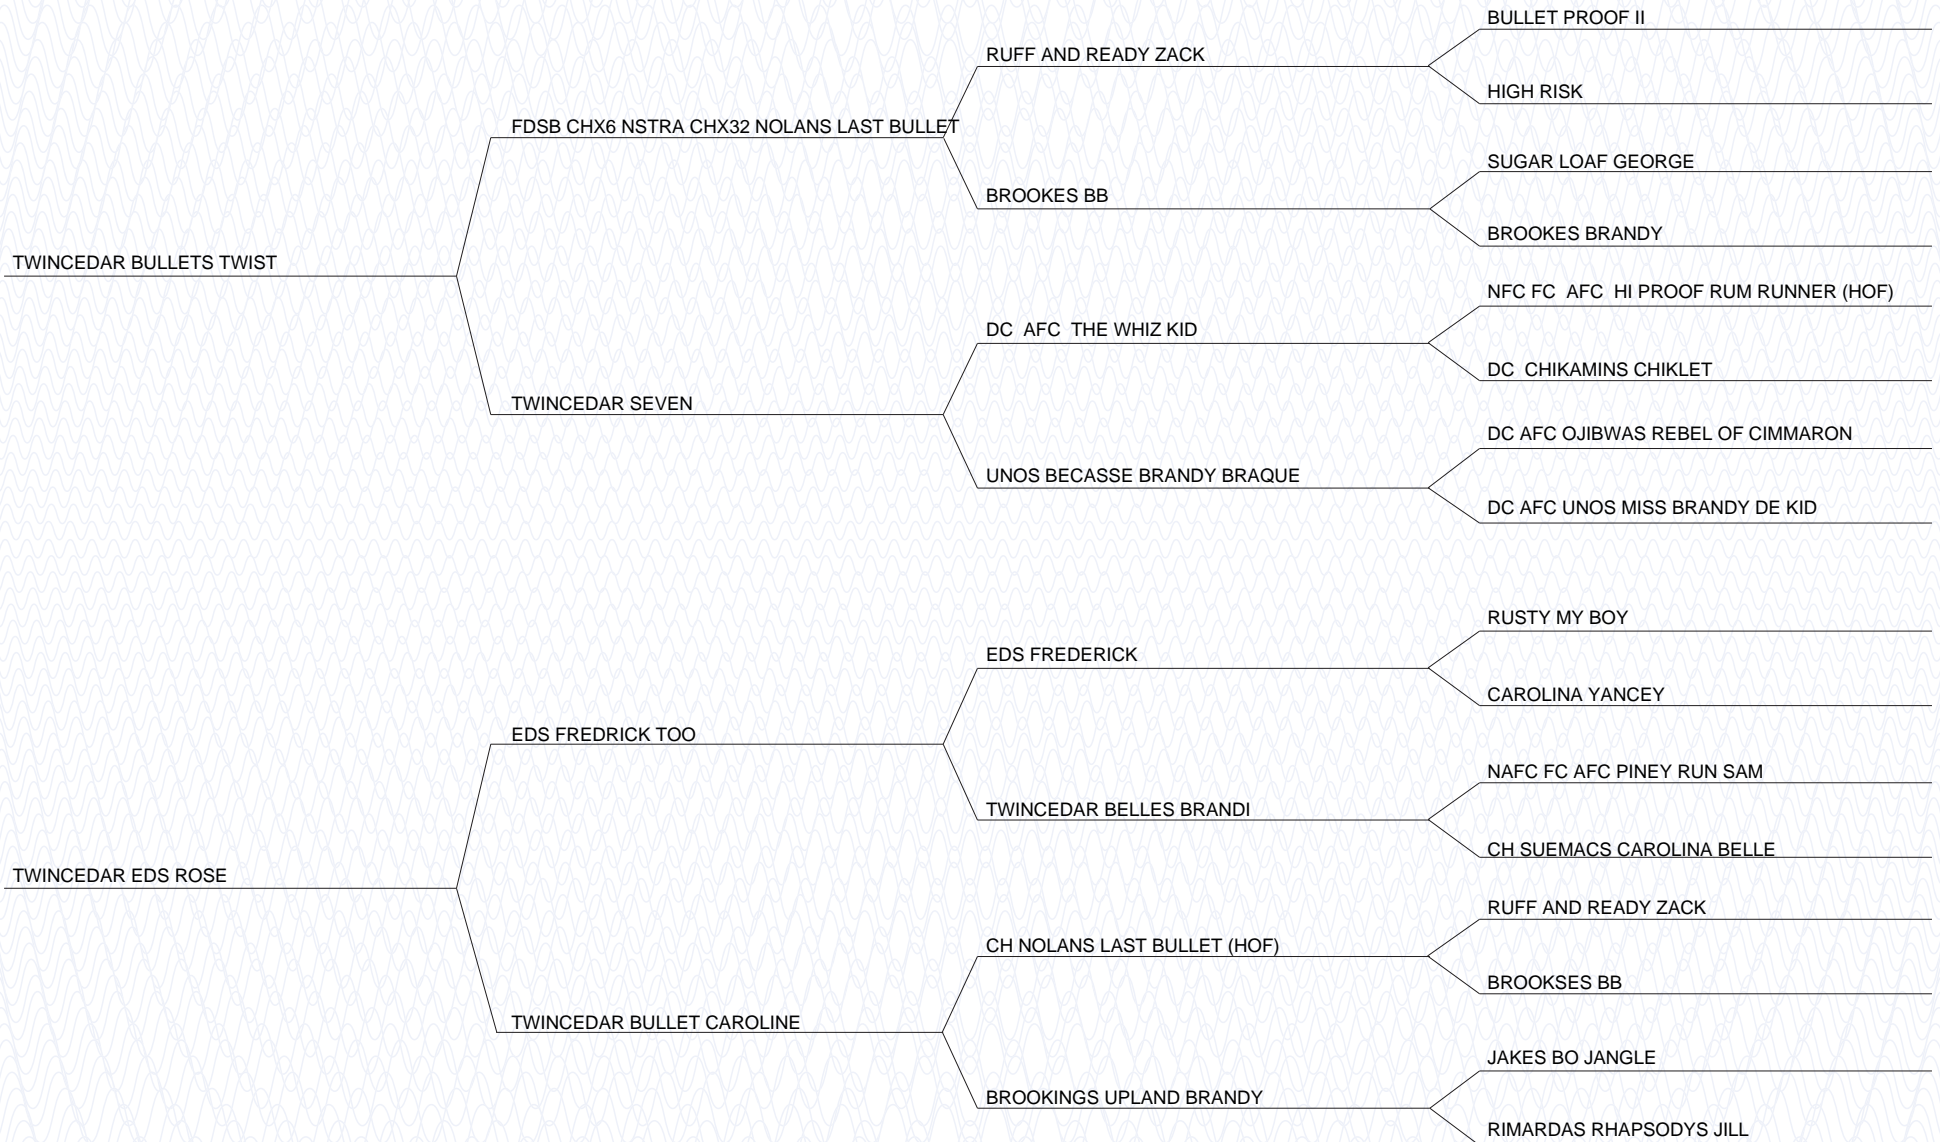 BULLET PROOF II
RUFF AND READY ZACK
HIGH RISK
FDSB CHX6 NSTRA CHX32 NOLANS LAST BULLET
SUGAR LOAF GEORGE
BROOKES BB
BROOKES BRANDY
TWINCEDAR BULLETS TWIST
NFC FC  AFC  HI PROOF RUM RUNNER (HOF)
DC  AFC  THE WHIZ KID
DC  CHIKAMINS CHIKLET
TWINCEDAR SEVEN
DC AFC OJIBWAS REBEL OF CIMMARON
UNOS BECASSE BRANDY BRAQUE
DC AFC UNOS MISS BRANDY DE KID
RUSTY MY BOY
EDS FREDERICK
CAROLINA YANCEY
EDS FREDRICK TOO
NAFC FC AFC PINEY RUN SAM
TWINCEDAR BELLES BRANDI
CH SUEMACS CAROLINA BELLE
TWINCEDAR EDS ROSE
RUFF AND READY ZACK
CH NOLANS LAST BULLET (HOF)
BROOKSES BB
TWINCEDAR BULLET CAROLINE
JAKES BO JANGLE
BROOKINGS UPLAND BRANDY
RIMARDAS RHAPSODYS JILL